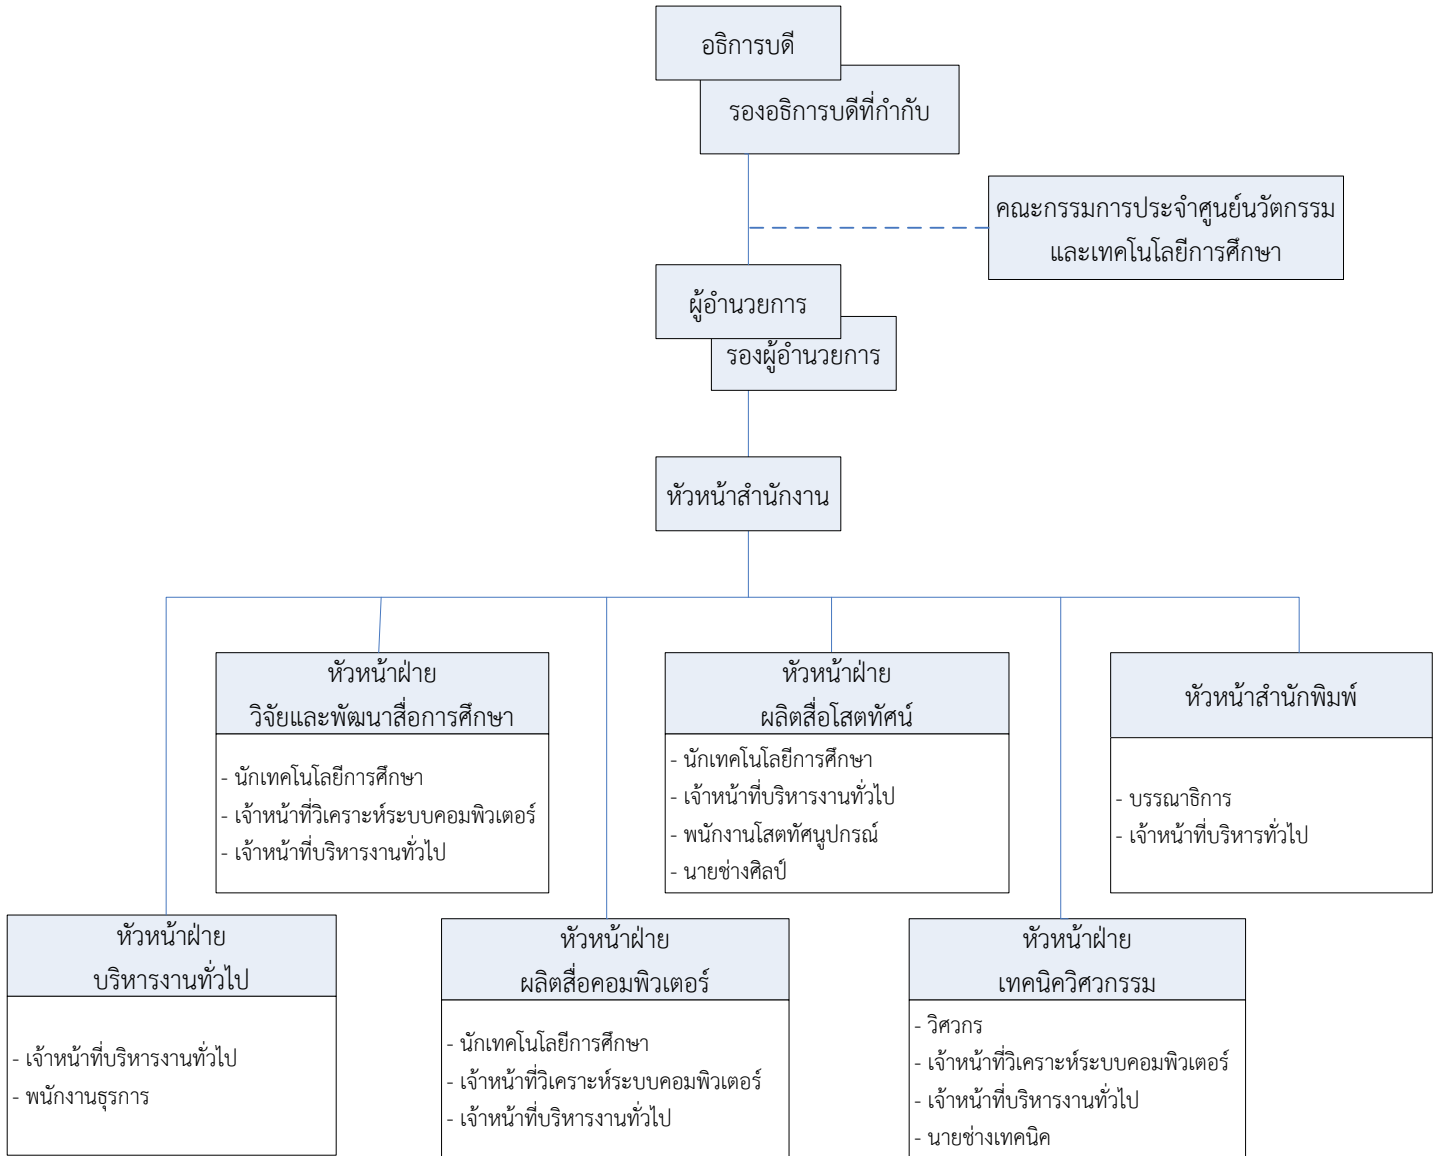 อธิการบดี
รองอธิการบดีที่กำกับ
คณะกรรมการประจำศูนย์นวัตกรรม
และเทคโนโลยีการศึกษา
ผู้อำนวยการ
รองผู้อำนวยการ
หัวหน้าสำนักงาน
หัวหน้าฝ่าย
วิจัยและพัฒนาสื่อการศึกษา
- นักเทคโนโลยีการศึกษา
- เจ้าหน้าที่วิเคราะห์ระบบคอมพิวเตอร์
- เจ้าหน้าที่บริหารงานทั่วไป
หัวหน้าฝ่าย
ผลิตสื่อโสตทัศน์
- นักเทคโนโลยีการศึกษา
- เจ้าหน้าที่บริหารงานทั่วไป
- พนักงานโสตทัศนูปกรณ์
- นายช่างศิลป์
หัวหน้าสำนักพิมพ์
- บรรณาธิการ
- เจ้าหน้าที่บริหารทั่วไป
หัวหน้าฝ่าย
บริหารงานทั่วไป
- เจ้าหน้าที่บริหารงานทั่วไป
- พนักงานธุรการ
หัวหน้าฝ่าย
ผลิตสื่อคอมพิวเตอร์
- นักเทคโนโลยีการศึกษา
- เจ้าหน้าที่วิเคราะห์ระบบคอมพิวเตอร์
- เจ้าหน้าที่บริหารงานทั่วไป
หัวหน้าฝ่าย
เทคนิควิศวกรรม
- วิศวกร
- เจ้าหน้าที่วิเคราะห์ระบบคอมพิวเตอร์
- เจ้าหน้าที่บริหารงานทั่วไป
- นายช่างเทคนิค